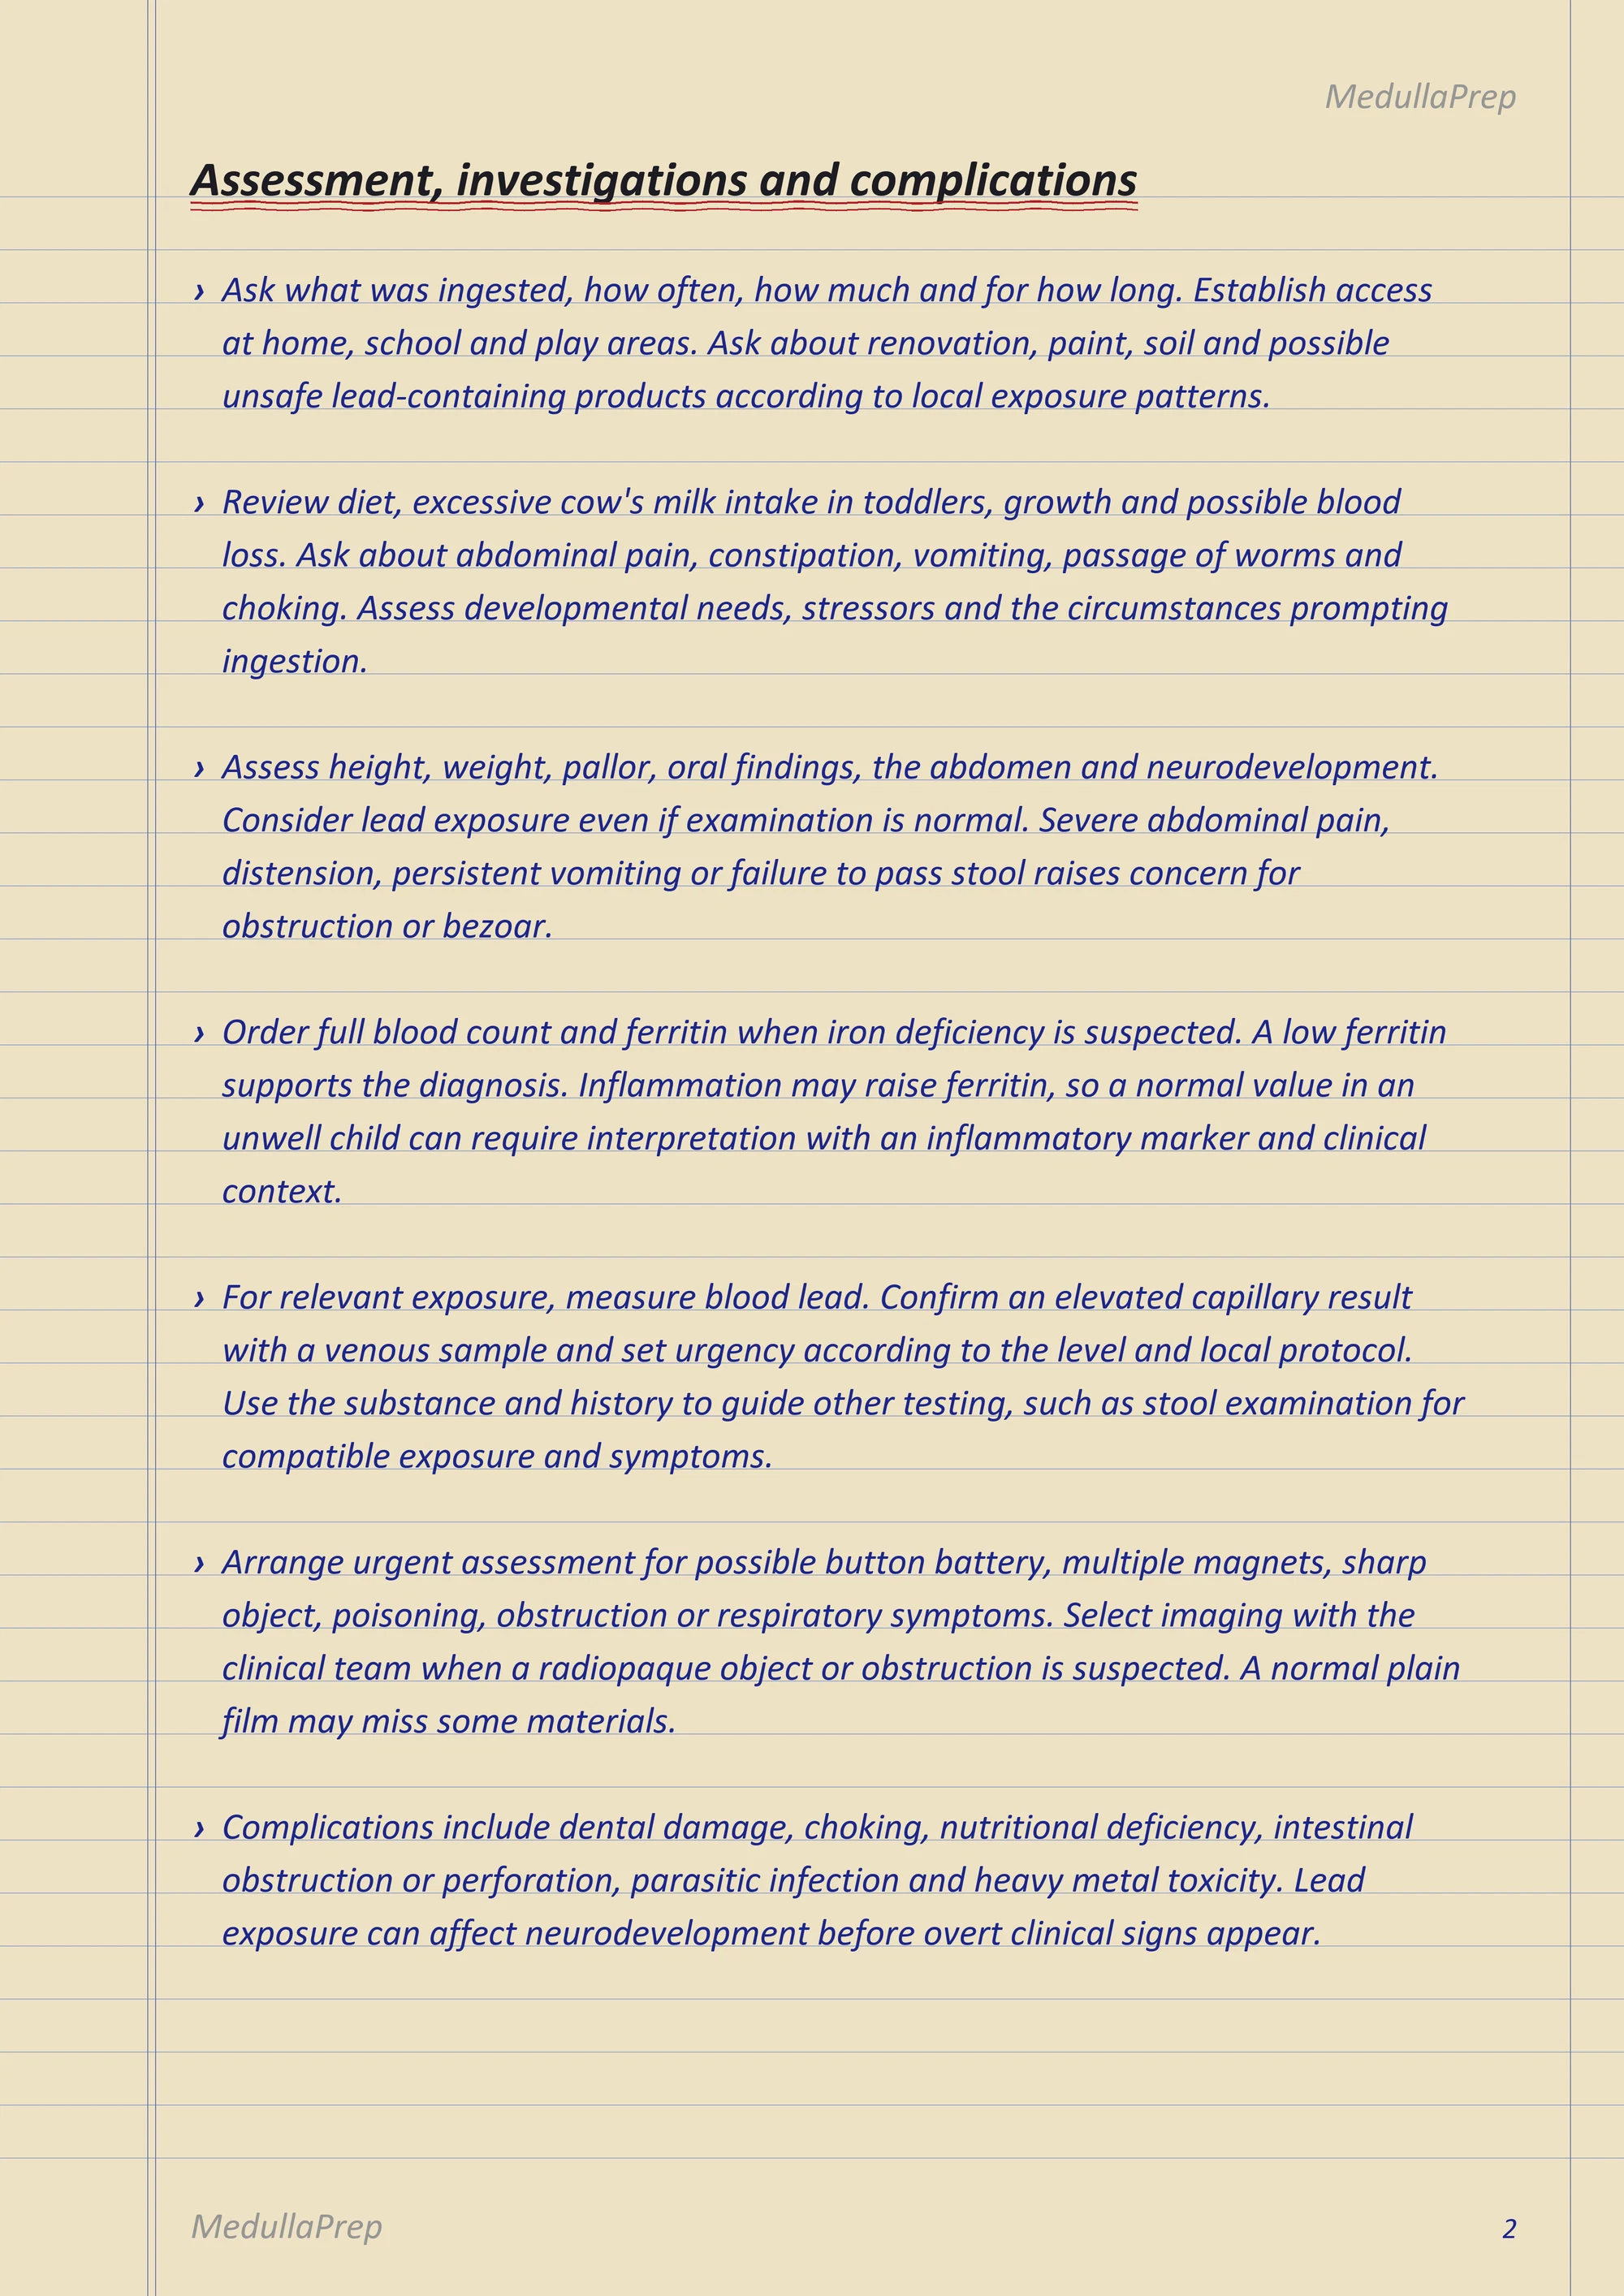 MedullaPrep
Assessment, investigations and complications
› Ask what was ingested, how often, how much and for how long. Establish access
at home, school and play areas. Ask about renovation, paint, soil and possible
unsafe lead-containing products according to local exposure patterns.
› Review diet, excessive cow's milk intake in toddlers, growth and possible blood
loss. Ask about abdominal pain, constipation, vomiting, passage of worms and
choking. Assess developmental needs, stressors and the circumstances prompting
ingestion.
› Assess height, weight, pallor, oral findings, the abdomen and neurodevelopment.
Consider lead exposure even if examination is normal. Severe abdominal pain,
distension, persistent vomiting or failure to pass stool raises concern for
obstruction or bezoar.
› Order full blood count and ferritin when iron deficiency is suspected. A low ferritin
supports the diagnosis. Inflammation may raise ferritin, so a normal value in an
unwell child can require interpretation with an inflammatory marker and clinical
context.
› For relevant exposure, measure blood lead. Confirm an elevated capillary result
with a venous sample and set urgency according to the level and local protocol.
Use the substance and history to guide other testing, such as stool examination for
compatible exposure and symptoms.
› Arrange urgent assessment for possible button battery, multiple magnets, sharp
object, poisoning, obstruction or respiratory symptoms. Select imaging with the
clinical team when a radiopaque object or obstruction is suspected. A normal plain
film may miss some materials.
› Complications include dental damage, choking, nutritional deficiency, intestinal
obstruction or perforation, parasitic infection and heavy metal toxicity. Lead
exposure can affect neurodevelopment before overt clinical signs appear.
MedullaPrep
2